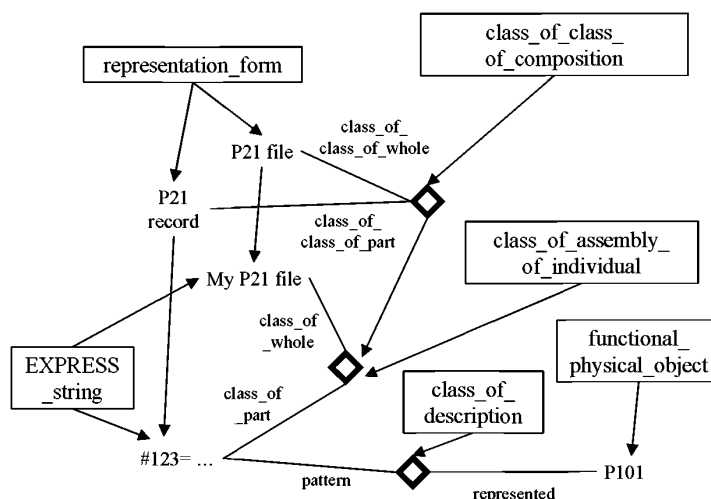 class_of_class_
of_composition
representation_form
class_of_
class_of_whole
P21 file
P21
record
class_of_
class_of_part
class_of_assembly_
of_individual
My P21 file
class_of
_whole
functional_
physical_object
EXPRESS
_string
class_of
_part
class_of_
description
#123= ...
pattern
represented
P101